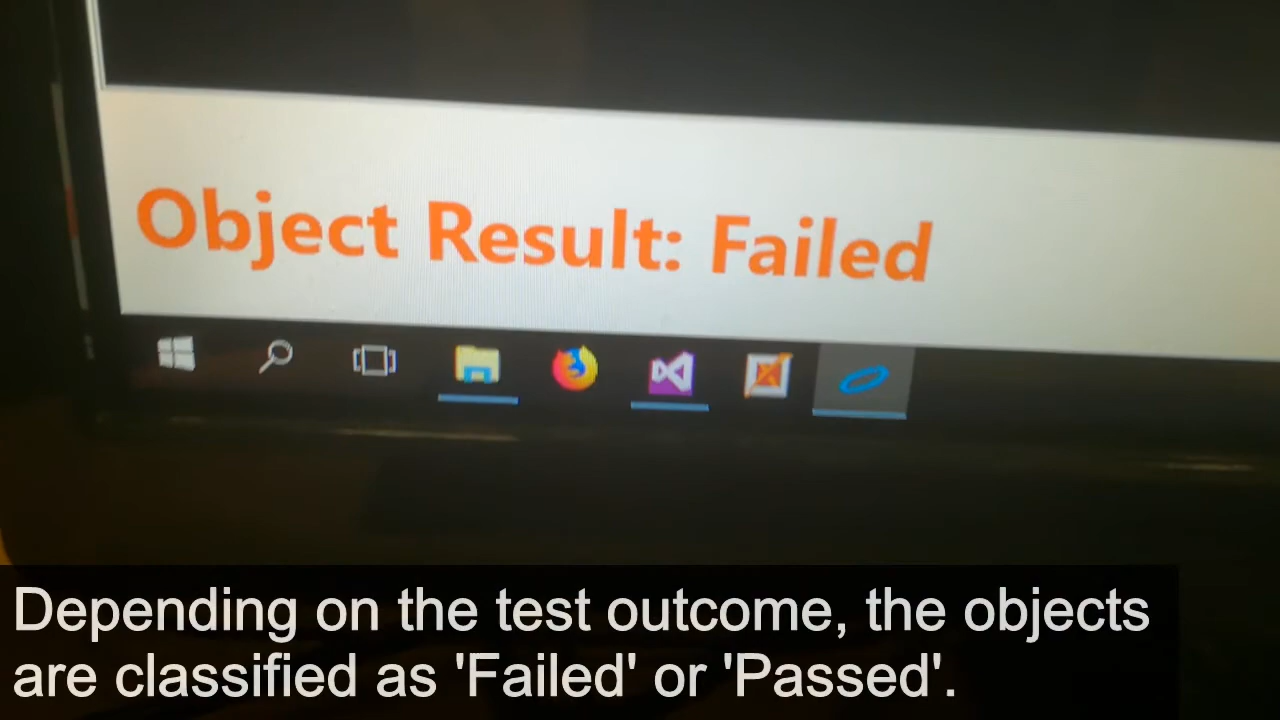 Object Result: Failed
Depending on the test outcome, the objects
are classified as 'Failed' or 'Passed'.